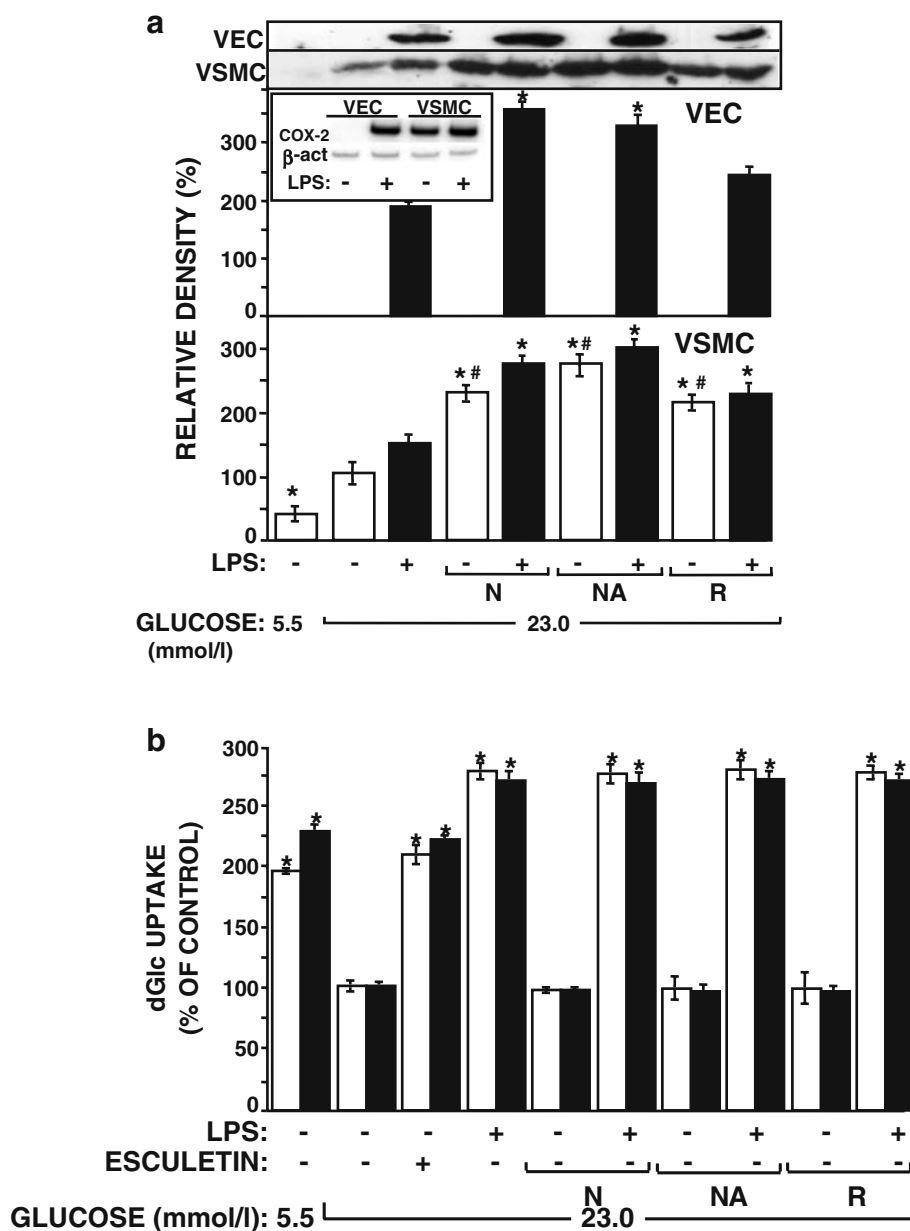 a
VEC
VSMC
VEC VSMC
COX-2
β-act
LPS: - + - +
VEC
300
200
100
0
RELATIVE DENSITY (%)
* *
VSMC
300
200
100
0
* *# * *# * *# *
LPS: - - + - + - + - +
N NA R
GLUCOSE: 5.5 23.0
(mmol/l)
b
300
250
200
150
100
50
0
dGlc UPTAKE
(% OF CONTROL)
* * * * * * * * * * * *
LPS: - - - + - + - + - +
ESCULETIN: - - + - - - - - - -
N NA R
GLUCOSE (mmol/l): 5.5 23.0